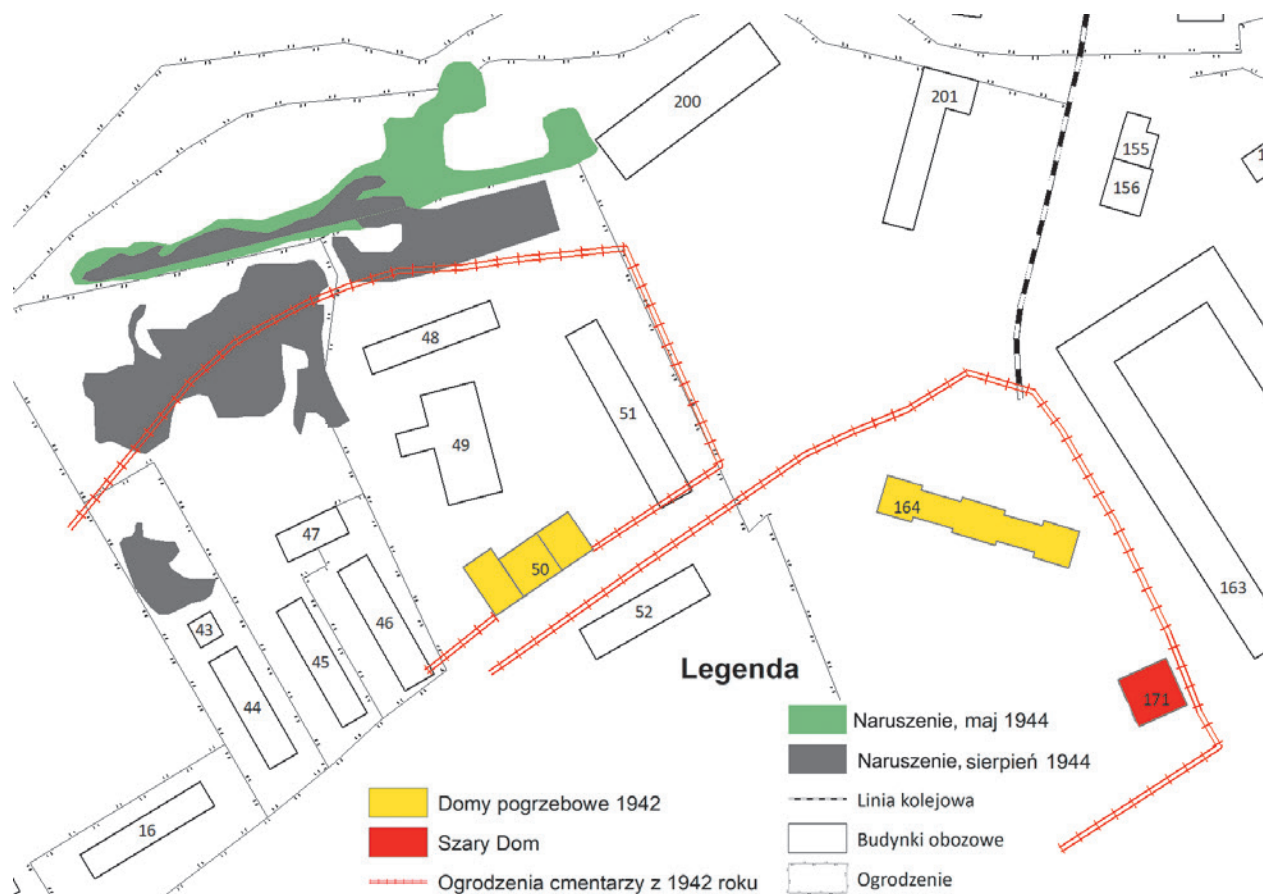 200
201
155
156
1
48
51
49
164
47
50
163
52
46
43
45
171
44
16
Legenda
Naruszenie, maj 1944
Naruszenie, sierpień 1944
Linia kolejowa
Budynki obozowe
Ogrodzenie
Domy pogrzebowe 1942
Szary Dom
Ogrodzenia cmentarzy z 1942 roku